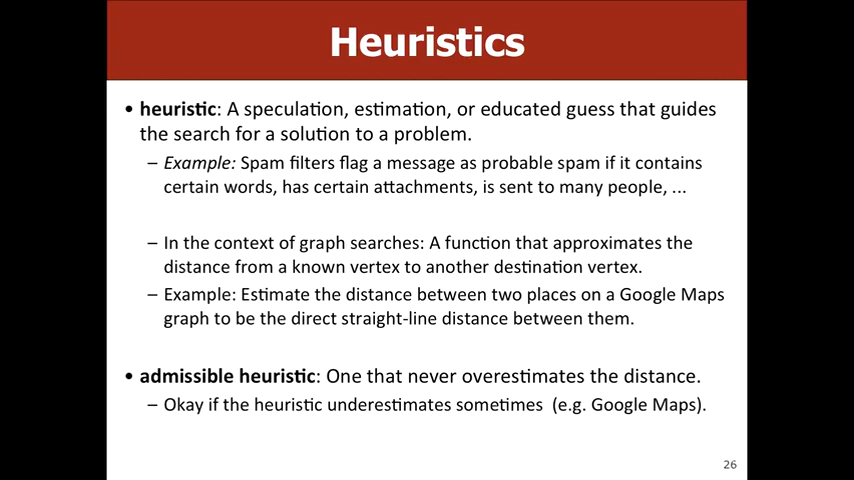 Heuristics
• heuristic: A speculation, estimation, or educated guess that guides
the search for a solution to a problem.
– Example: Spam filters flag a message as probable spam if it contains
certain words, has certain attachments, is sent to many people, ...
– In the context of graph searches: A function that approximates the
distance from a known vertex to another destination vertex.
– Example: Estimate the distance between two places on a Google Maps
graph to be the direct straight-line distance between them.
• admissible heuristic: One that never overestimates the distance.
– Okay if the heuristic underestimates sometimes (e.g. Google Maps).
26